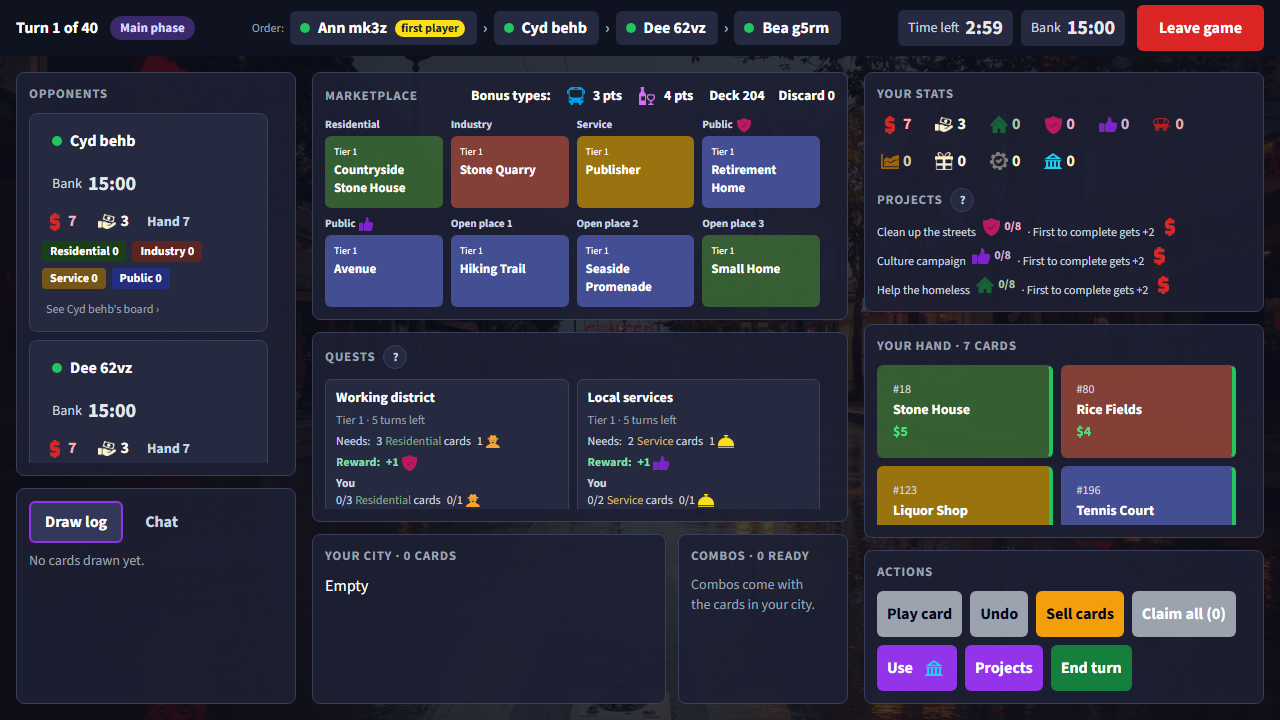 Turn 1 of 40 Main phase Order: Ann mk3z first player › Cyd behb › Dee 62vz › Bea g5rm Time left 2:59 Bank 15:00 Leave game
OPPONENTS
Cyd behb
Bank 15:00
7 3 Hand 7
Residential 0 Industry 0
Service 0 Public 0
See Cyd behb's board ›
Dee 62vz
Bank 15:00
7 3 Hand 7
Draw log Chat
No cards drawn yet.
MARKETPLACE Bonus types: 3 pts 4 pts Deck 204 Discard 0
Residential Industry Service Public
Tier 1 Tier 1 Tier 1 Tier 1
Countryside Stone House Stone Quarry Publisher Retirement Home
Public Open place 1 Open place 2 Open place 3
Tier 1 Tier 1 Tier 1 Tier 1
Avenue Hiking Trail Seaside Promenade Small Home
QUESTS ?
Working district
Tier 1 · 5 turns left
Needs: 3 Residential cards 1
Reward: +1
You
0/3 Residential cards 0/1
Local services
Tier 1 · 5 turns left
Needs: 2 Service cards 1
Reward: +1
You
0/2 Service cards 0/1
YOUR CITY · 0 CARDS
Empty
COMBOS · 0 READY
Combos come with
the cards in your city.
YOUR STATS
7 3 0 0 0 0
0 0 0 0
PROJECTS ?
Clean up the streets 0/8 · First to complete gets +2
Culture campaign 0/8 · First to complete gets +2
Help the homeless 0/8 · First to complete gets +2
YOUR HAND · 7 CARDS
#18
Stone House
$5
#80
Rice Fields
$4
#123
Liquor Shop
#196
Tennis Court
ACTIONS
Play card Undo Sell cards Claim all (0)
Use Projects End turn